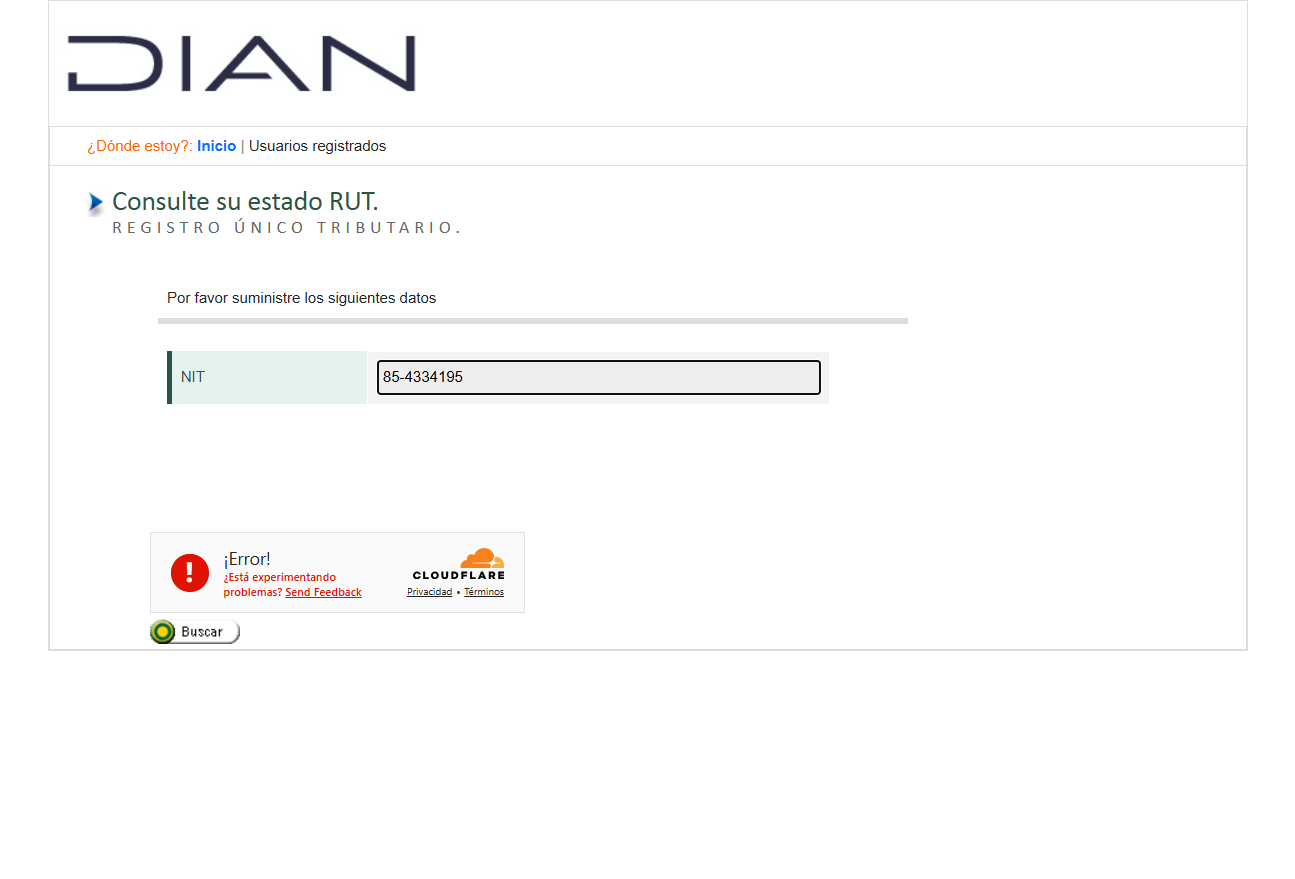 DIAN
¿Dónde estoy?: Inicio | Usuarios registrados
Consulte su estado RUT.
REGISTRO ÚNICO TRIBUTARIO.
Por favor suministre los siguientes datos
NIT 85-4334195
¡Error!
¿Está experimentando
problemas? Send Feedback
CLOUDFLARE
Privacidad • Términos
Buscar